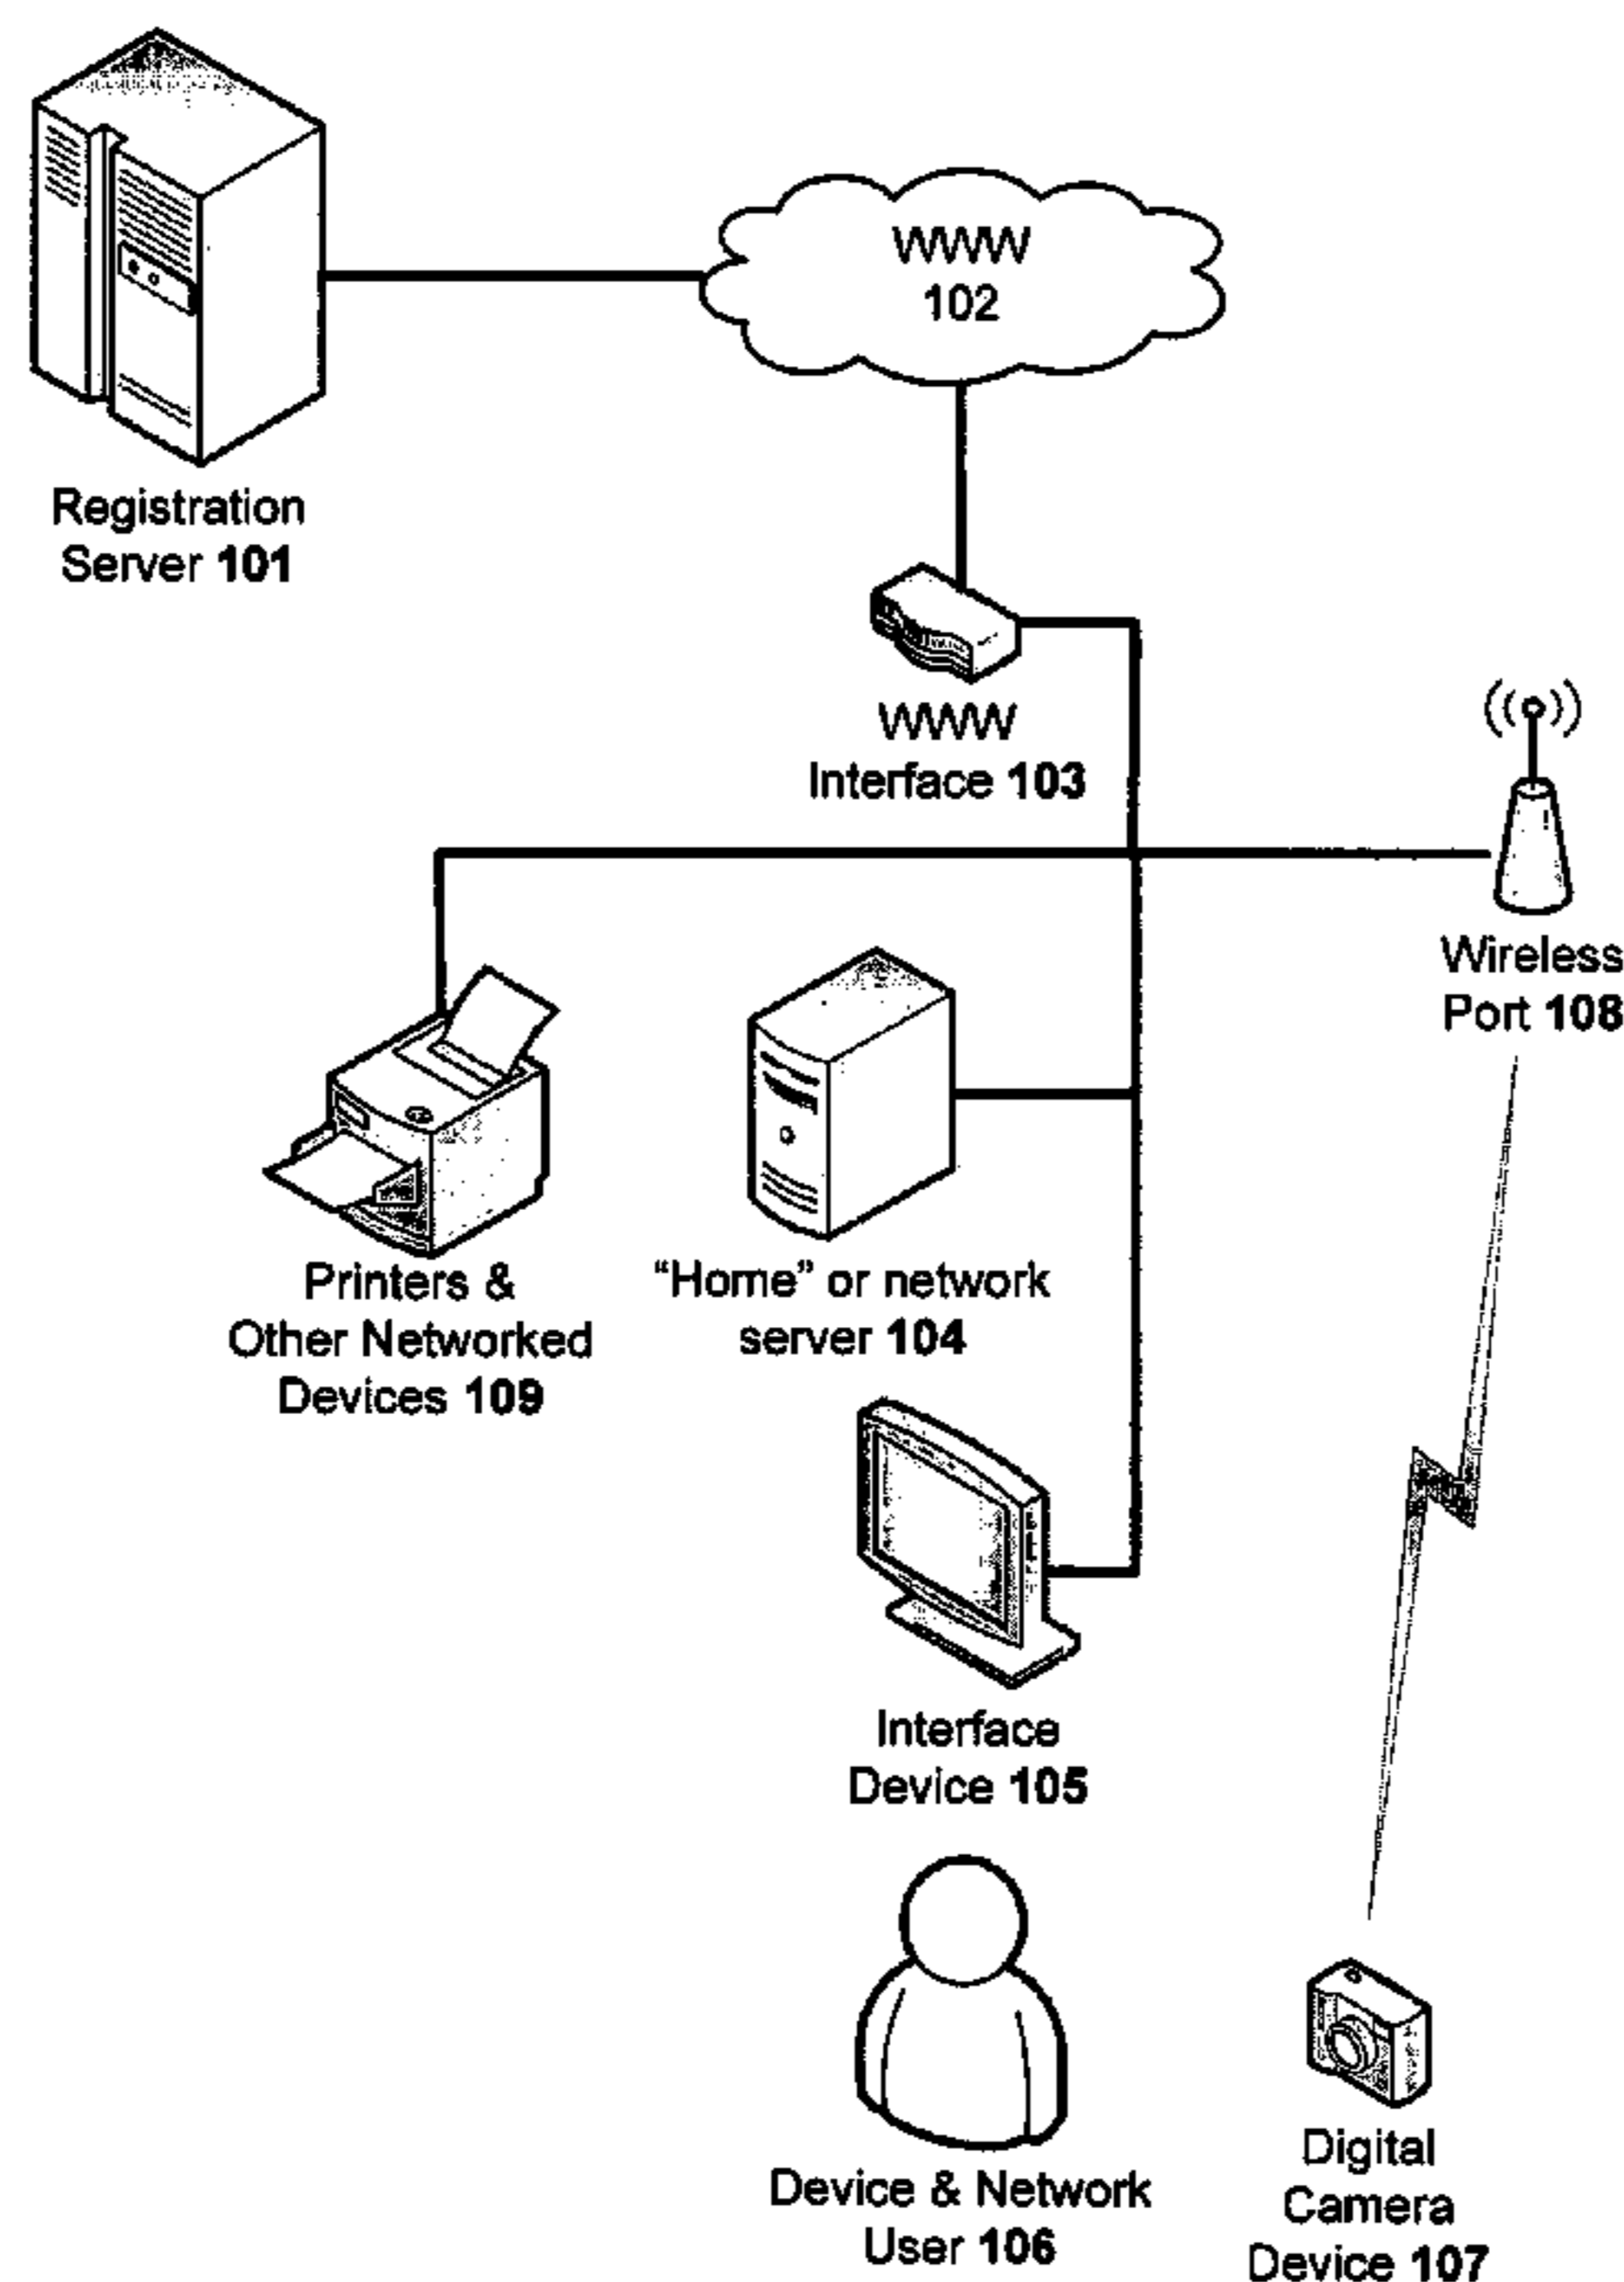 WWW
102
Registration
Server 101
WWW
Interface 103
Wireless
Port 108
Printers &
Other Networked
Devices 109
“Home” or network
server 104
Interface
Device 105
Device & Network
User 106
Digital
Camera
Device 107